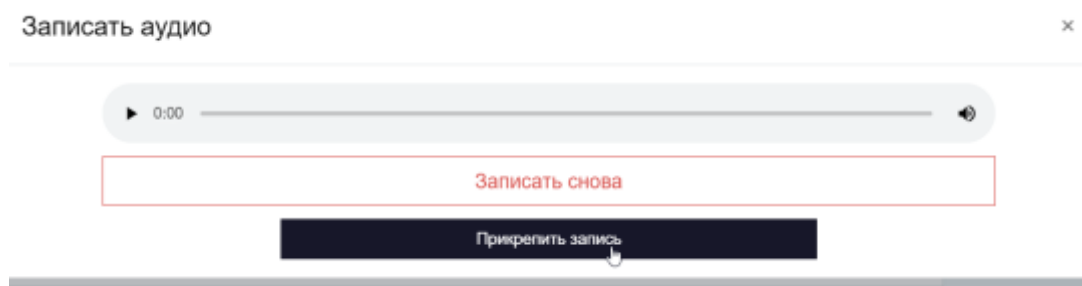 Записать аудио ×
0:00
Записать снова
Прикрепить запись